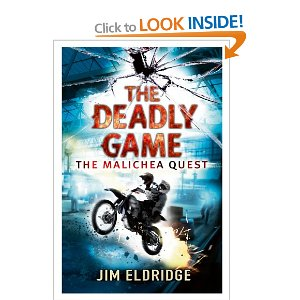 Click to LOOK INSIDE!
THE
DEADLY
GAME
THE MALICHEA QUEST
JIM ELDRIDGE